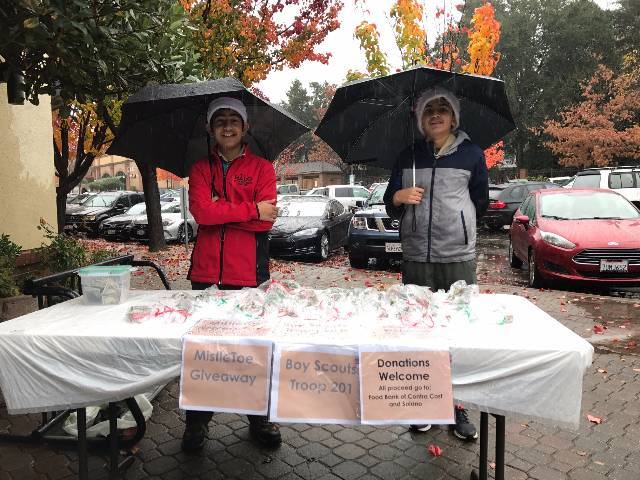 MistleToe
Giveaway
Boy Scouts
Troop 201
Donations
Welcome
All proceed go to:
Food Bank of Contra Cost
and Solano